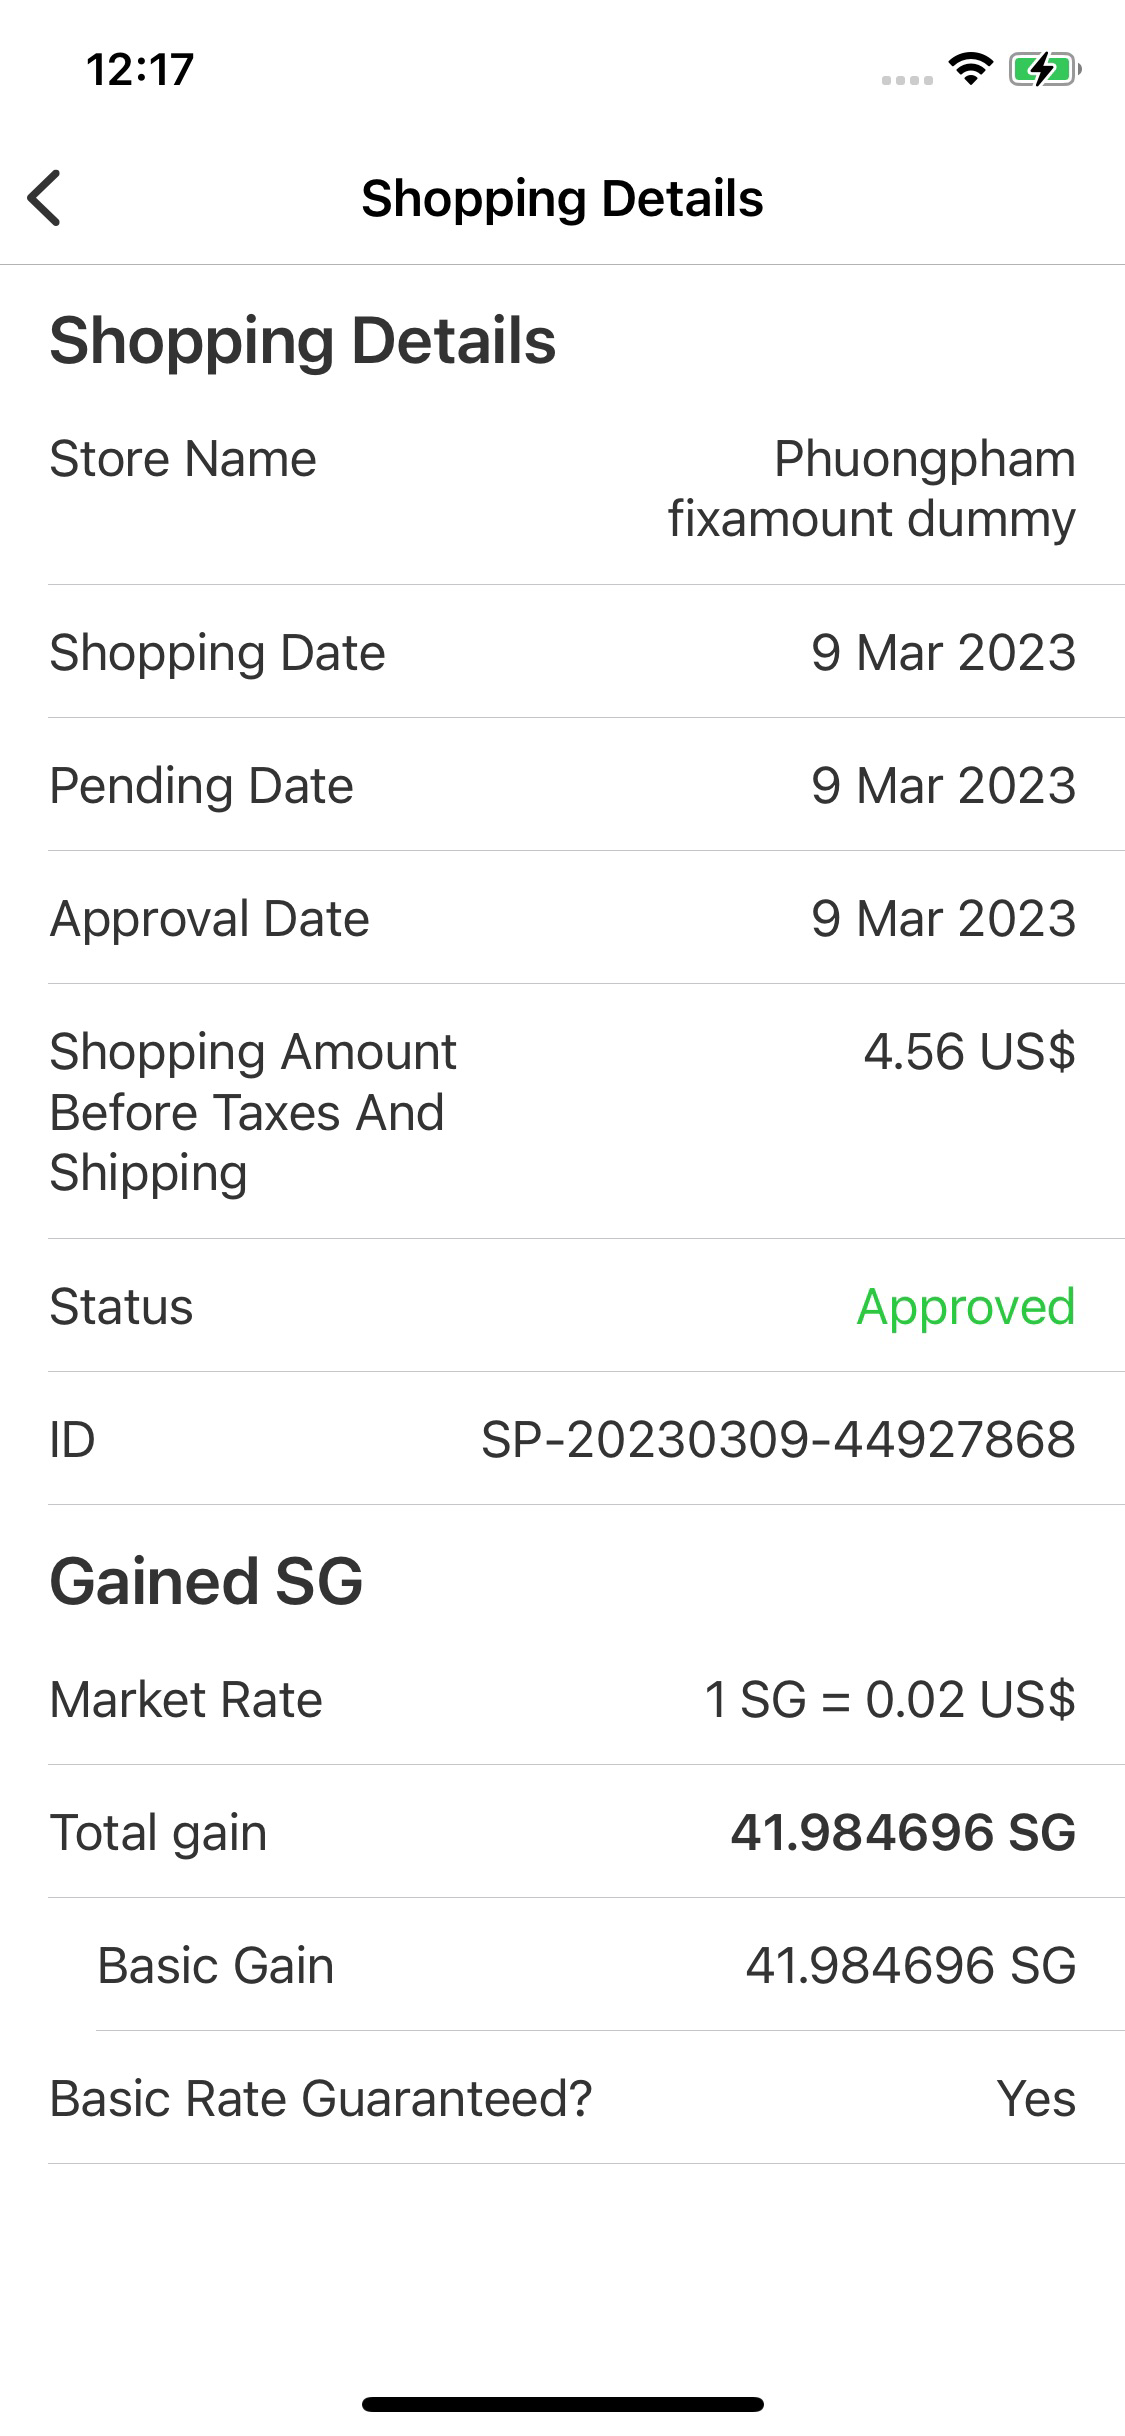 12:17
Shopping Details
Shopping Details
Store Name
Phuongpham
fixamount dummy
Shopping Date
9 Mar 2023
Pending Date
9 Mar 2023
Approval Date
9 Mar 2023
Shopping Amount
Before Taxes And
Shipping
4.56 US$
Status
Approved
ID
SP-20230309-44927868
Gained SG
Market Rate
1 SG = 0.02 US$
Total gain
41.984696 SG
Basic Gain
41.984696 SG
Basic Rate Guaranteed?
Yes